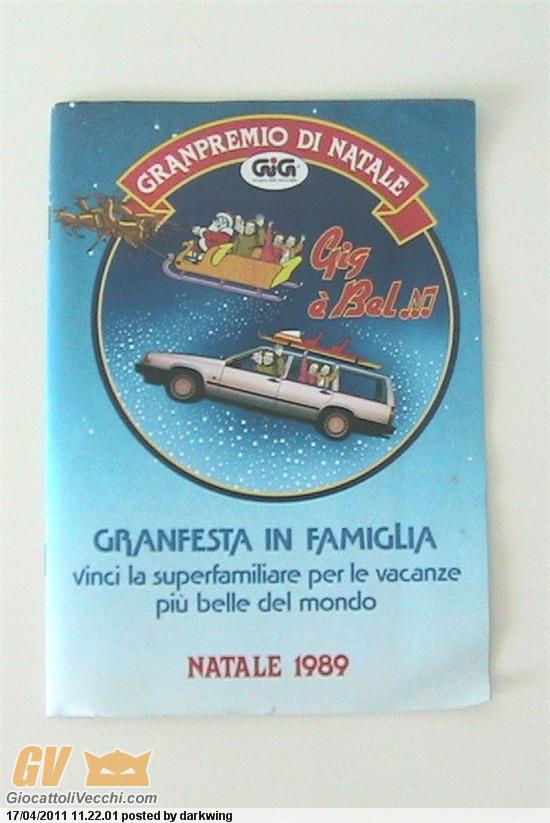 GRANPREMIO DI NATALE
GiG
Gig
è Bel...
GRANFESTA IN FAMIGLIA
vinci la superfamiliare per le vacanze
più belle del mondo
NATALE 1989
GV
GiocattoliVecchi.com
17/04/2011 11.22.01 posted by darkwing